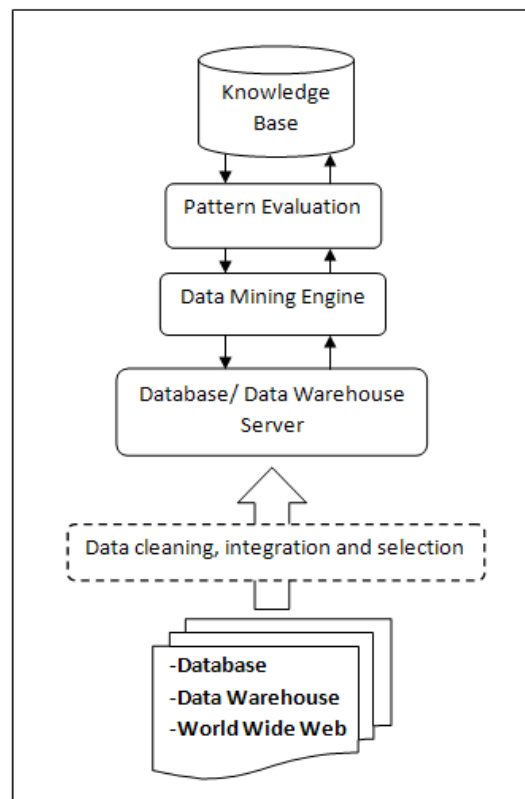 Knowledge
Base
Pattern Evaluation
Data Mining Engine
Database/ Data Warehouse
Server
Data cleaning, integration and selection
-Database
-Data Warehouse
-World Wide Web